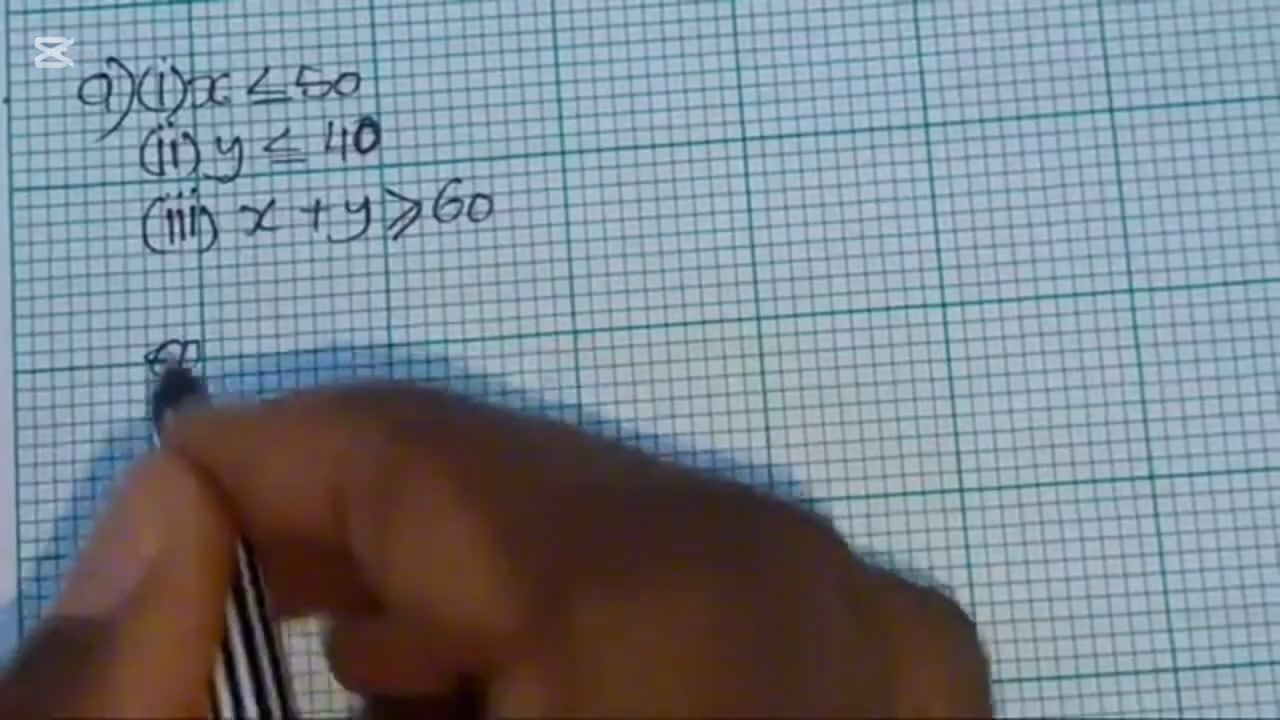 a)(i) x ≤ 50
(ii) y ≤ 40
(iii) x + y ⩾ 60